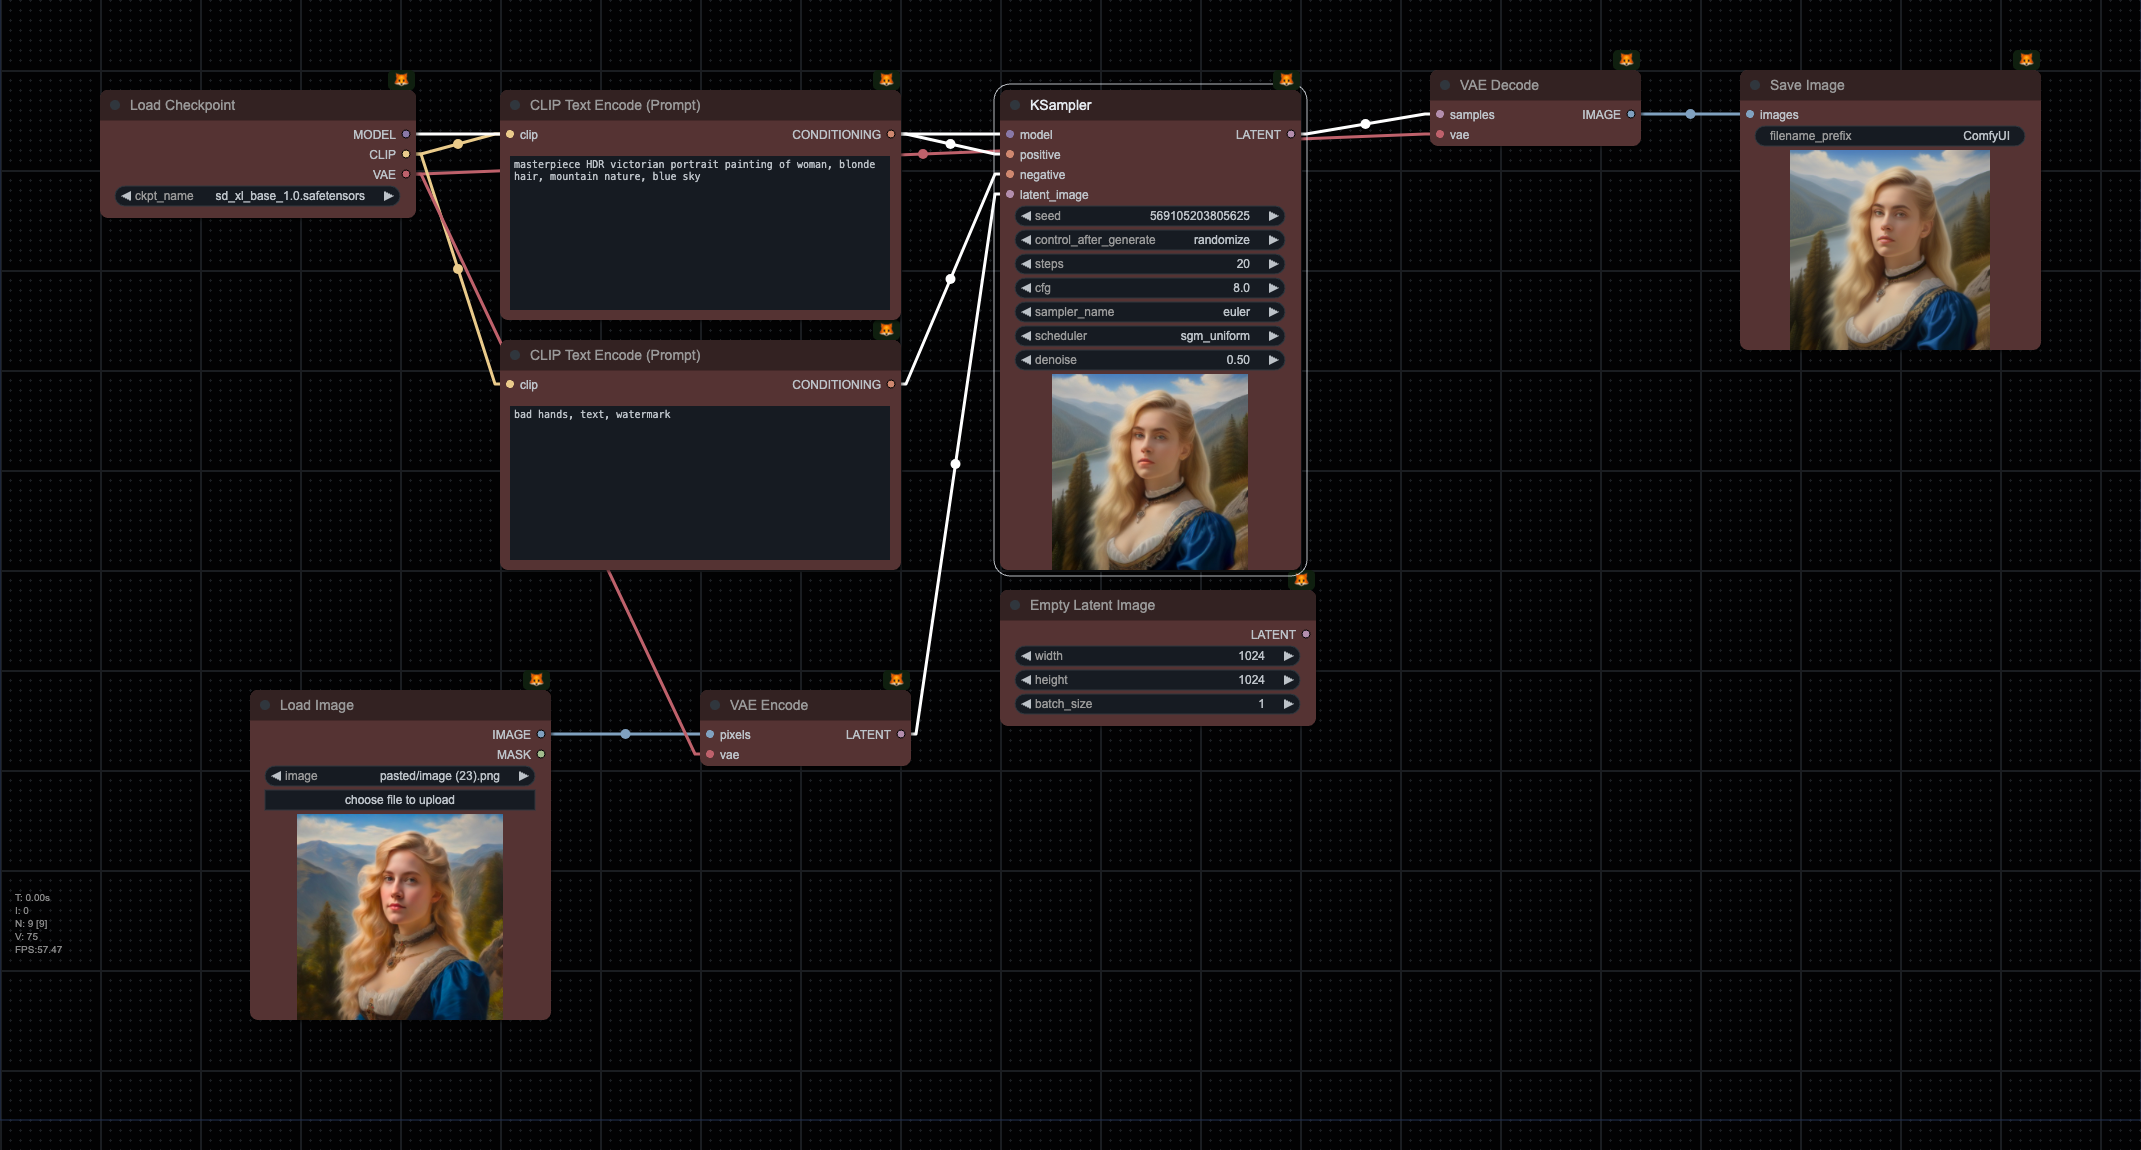 Load Checkpoint
MODEL
CLIP
VAE
ckpt_name sd_xl_base_1.0.safetensors
CLIP Text Encode (Prompt)
clip CONDITIONING
masterpiece HDR victorian portrait painting of woman, blonde
hair, mountain nature, blue sky
CLIP Text Encode (Prompt)
clip CONDITIONING
bad hands, text, watermark
KSampler
model LATENT
positive
negative
latent_image
seed 569105203805625
control_after_generate randomize
steps 20
cfg 8.0
sampler_name euler
scheduler sgm_uniform
denoise 0.50
VAE Decode
samples IMAGE
vae
Save Image
images
filename_prefix ComfyUI
Empty Latent Image
LATENT
width 1024
height 1024
batch_size 1
Load Image
IMAGE
MASK
image pasted/image (23).png
choose file to upload
VAE Encode
pixels LATENT
vae
T: 0.00s
I: 0
N: 9 [9]
V: 75
FPS:57.47